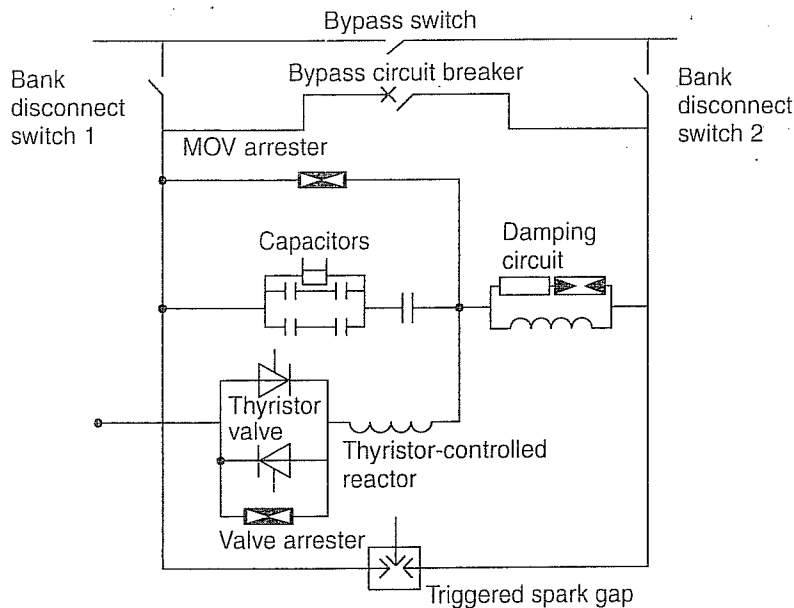 Bypass switch
Bank
disconnect
switch 1
Bypass circuit breaker
Bank
disconnect
switch 2
MOV arrester
Capacitors
Damping
circuit
Thyristor
valve
Thyristor-controlled
reactor
Valve arrester
Triggered spark gap